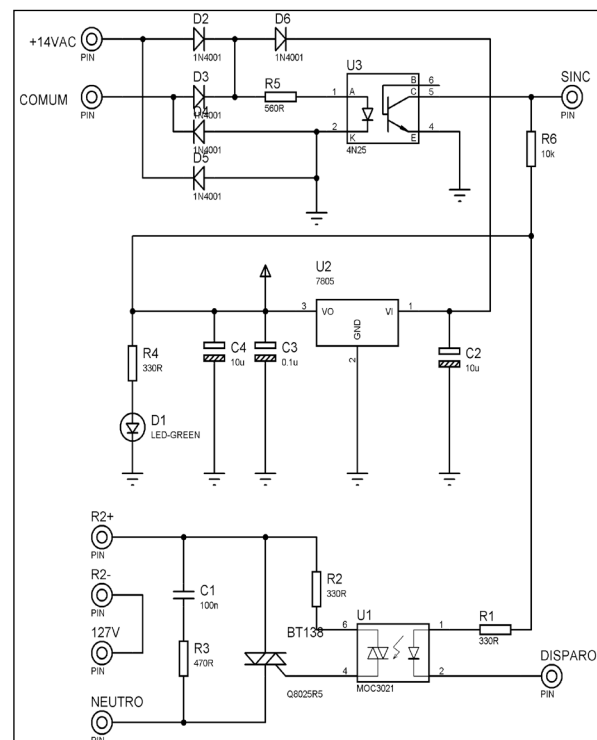 D2
D6
+14VAC
PIN
1N4001
1N4001
U3
B 6
SINC
D3
R5
1 A
C 5
COMUM
PIN
1N4001
560R
PIN
D4
R6
10k
2 K
E 4
1N4001
4N25
D5
1N4001
U2
7805
3 VO
VI 1
GND
2
R4
330R
C4
10u
C3
0.1u
C2
10u
D1
LED-GREEN
R2+
PIN
R2-
PIN
R2
330R
C1
100n
U1
R1
330R
127V
PIN
BT138
6
1
R3
470R
DISPARO
4
2
Q8025R5
MOC3021
PIN
NEUTRO
PIN